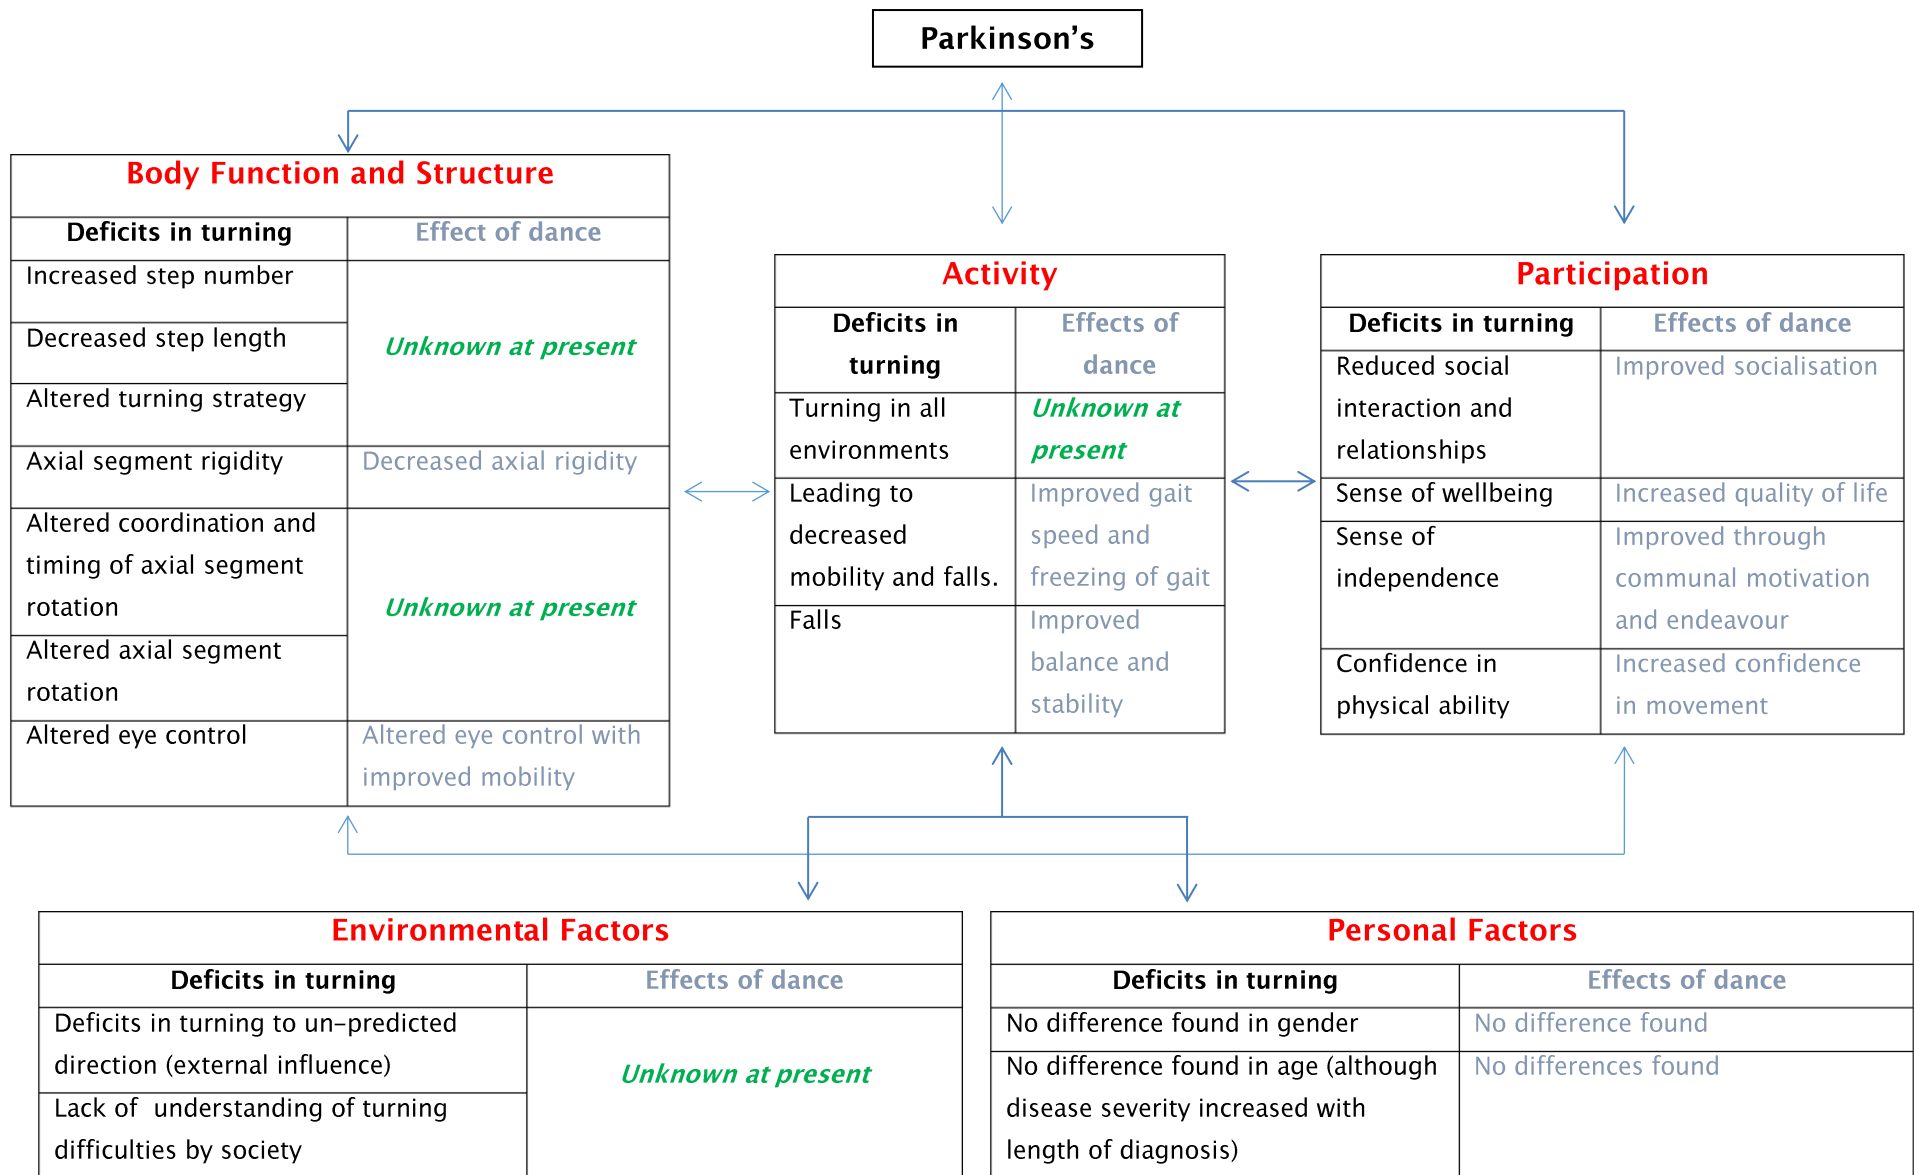 Parkinson's
Body Function and Structure
Deficits in turning
Effect of dance
Increased step number
Decreased step length
Altered turning strategy
Unknown at present
Axial segment rigidity
Decreased axial rigidity
Altered coordination and
timing of axial segment
rotation
Altered axial segment
rotation
Unknown at present
Altered eye control
Altered eye control with
improved mobility
Activity
Deficits in
turning
Effects of
dance
Turning in all
environments
Unknown at
present
Leading to
decreased
mobility and falls.
Improved gait
speed and
freezing of gait
Falls
Improved
balance and
stability
Participation
Deficits in turning
Effects of dance
Reduced social
interaction and
relationships
Improved socialisation
Sense of wellbeing
Increased quality of life
Sense of
independence
Improved through
communal motivation
and endeavour
Confidence in
physical ability
Increased confidence
in movement
Environmental Factors
Deficits in turning
Effects of dance
Deficits in turning to un-predicted
direction (external influence)
Lack of  understanding of turning
difficulties by society
Unknown at present
Personal Factors
Deficits in turning
Effects of dance
No difference found in gender
No difference found
No difference found in age (although
disease severity increased with
length of diagnosis)
No differences found